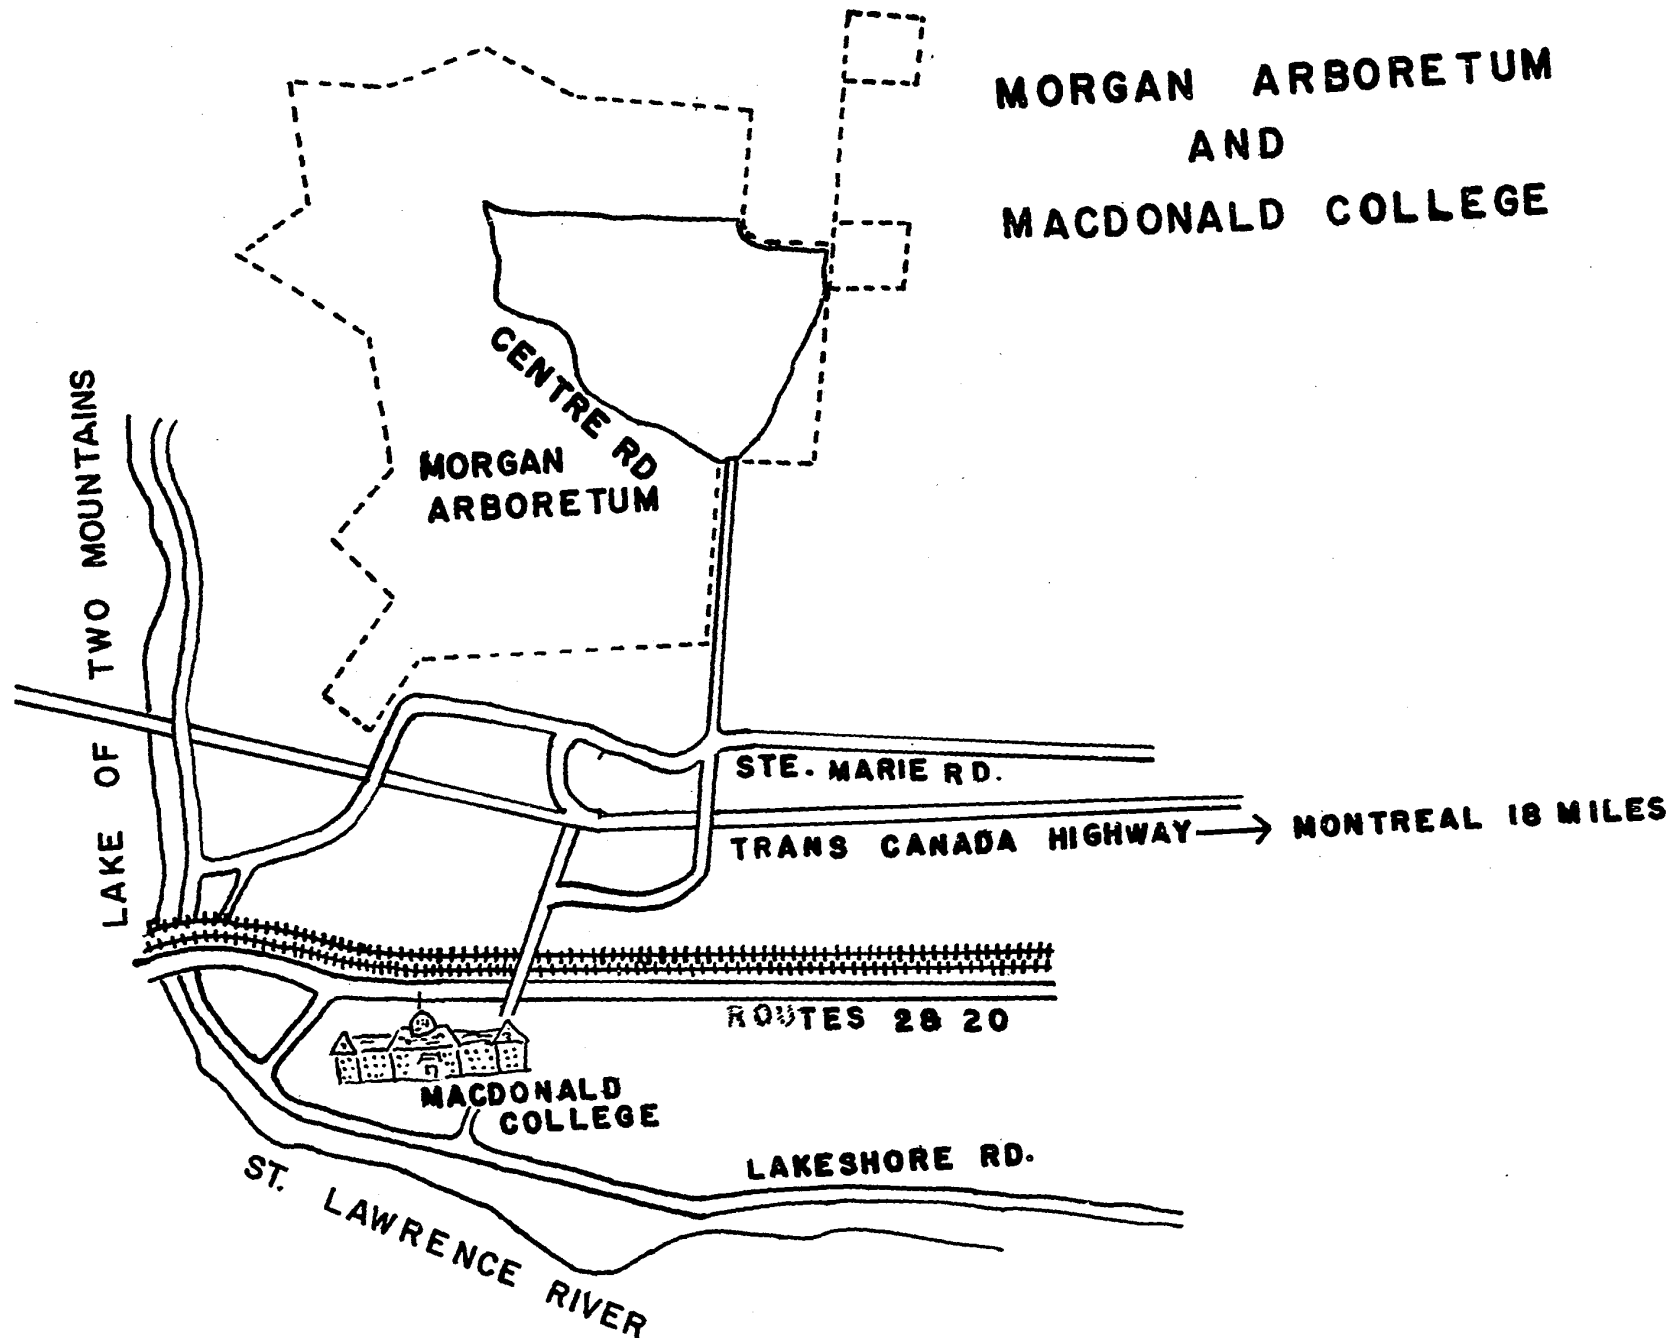 MORGAN ARBORETUM
AND
MACDONALD COLLEGE
CENTRE RD
MORGAN
ARBORETUM
LAKE OF TWO MOUNTAINS
STE. MARIE RD.
TRANS CANADA HIGHWAY
MONTREAL 18 MILES
ROUTES 2& 20
MACDONALD
COLLEGE
LAKESHORE RD.
ST. LAWRENCE RIVER